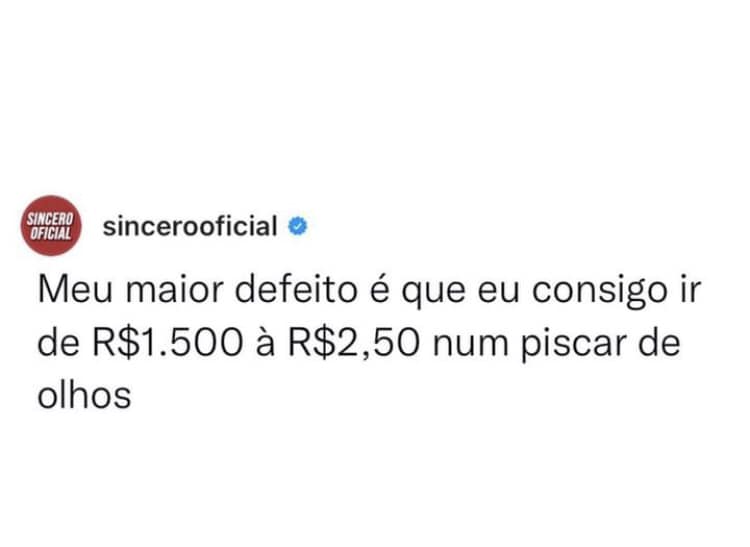 SINCERO
OFICIAL
sincerooficial
Meu maior defeito é que eu consigo ir
de R$1.500 à R$2,50 num piscar de
olhos